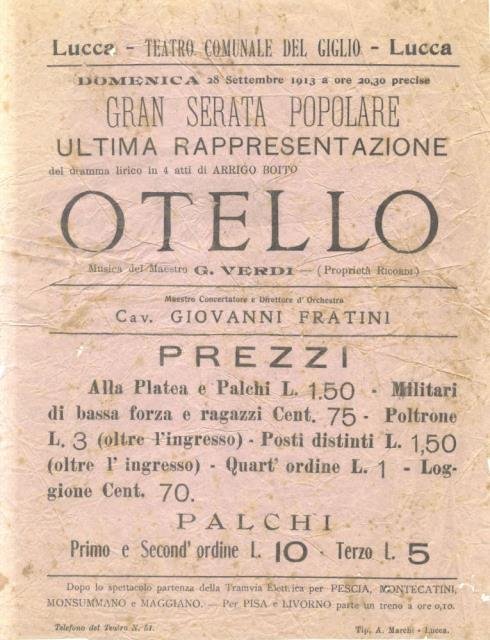 Lucca - TEATRO COMUNALE DEL GIGLIO - Lucca
DOMENICA 28 Settembre 1913 a ore 20,30 precise
GRAN SERATA POPOLARE
ULTIMA RAPPRESENTAZIONE
del dramma lirico in 4 atti di ARRIGO BOITO
OTELLO
Musica del Maestro G. VERDI — (Proprietà RICORDI)
Maestro Concertatore e Direttore d' Orchestra
Cav. GIOVANNI FRATINI
PREZZI
Alla Platea e Palchi L. 1.50 - Militari
di bassa forza e ragazzi Cent. 75 - Poltrone
L. 3 (oltre l'ingresso) - Posti distinti L. 1,50
(oltre l' ingresso) - Quart' ordine L. 1 - Log-
gione Cent. 70.
PALCHI
Primo e Second' ordine L. 10 - Terzo L. 5
Dopo lo spettacolo partenza della Tramvia Elettrica per PESCIA, MONTECATINI,
MONSUMMANO e MAGGIANO. — Per PISA e LIVORNO parte un treno a ore 0,10.
Telefono del Teatro N. 51.
Tip. A. Marchi - Lucca.